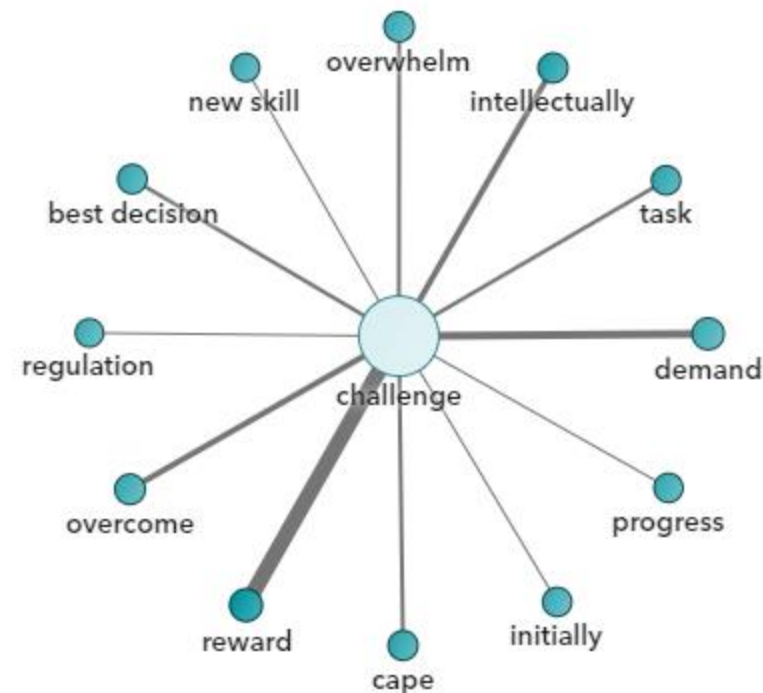 overwhelm
new skill
intellectually
best decision
task
regulation
demand
challenge
overcome
progress
reward
initially
cape